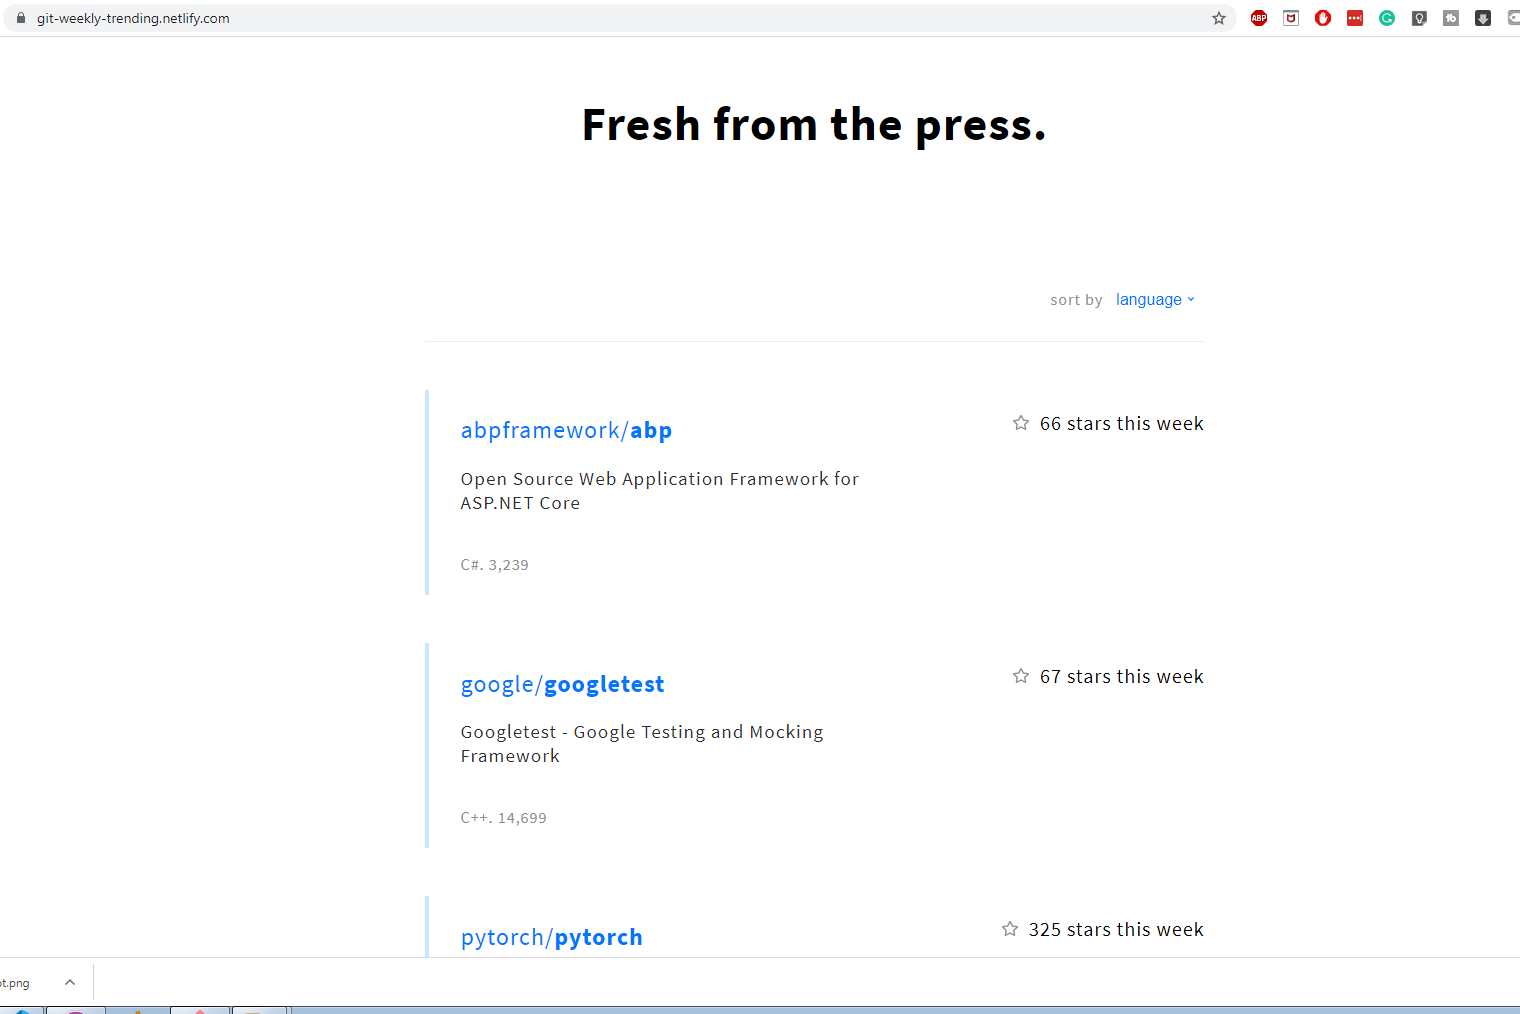 git-weekly-trending.netlify.com
ABP
Fresh from the press.
sort by language
abpframework/abp
66 stars this week
Open Source Web Application Framework for
ASP.NET Core
C#. 3,239
google/googletest
67 stars this week
Googletest - Google Testing and Mocking
Framework
C++. 14,699
pytorch/pytorch
325 stars this week
t.png